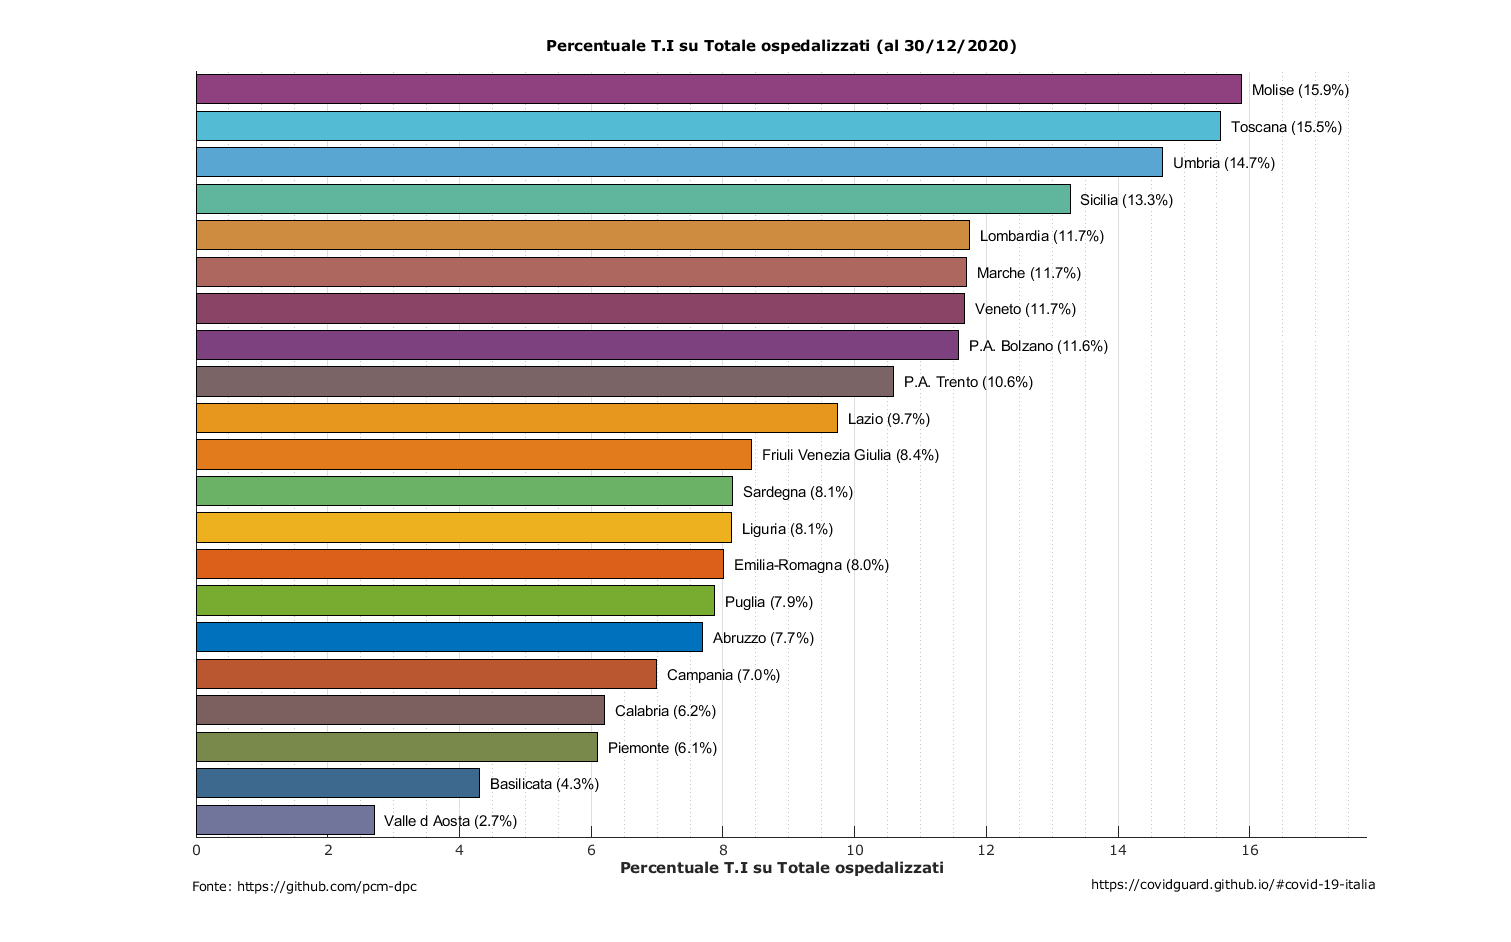 Percentuale T.I su Totale ospedalizzati (al 30/12/2020)
Molise (15.9%)
Toscana (15.5%)
Umbria (14.7%)
Sicilia (13.3%)
Lombardia (11.7%)
Marche (11.7%)
Veneto (11.7%)
P.A. Bolzano (11.6%)
P.A. Trento (10.6%)
Lazio (9.7%)
Friuli Venezia Giulia (8.4%)
Sardegna (8.1%)
Liguria (8.1%)
Emilia-Romagna (8.0%)
Puglia (7.9%)
Abruzzo (7.7%)
Campania (7.0%)
Calabria (6.2%)
Piemonte (6.1%)
Basilicata (4.3%)
Valle d Aosta (2.7%)
0 2 4 6 8 10 12 14 16
Percentuale T.I su Totale ospedalizzati
Fonte: https://github.com/pcm-dpc
https://covidguard.github.io/#covid-19-italia